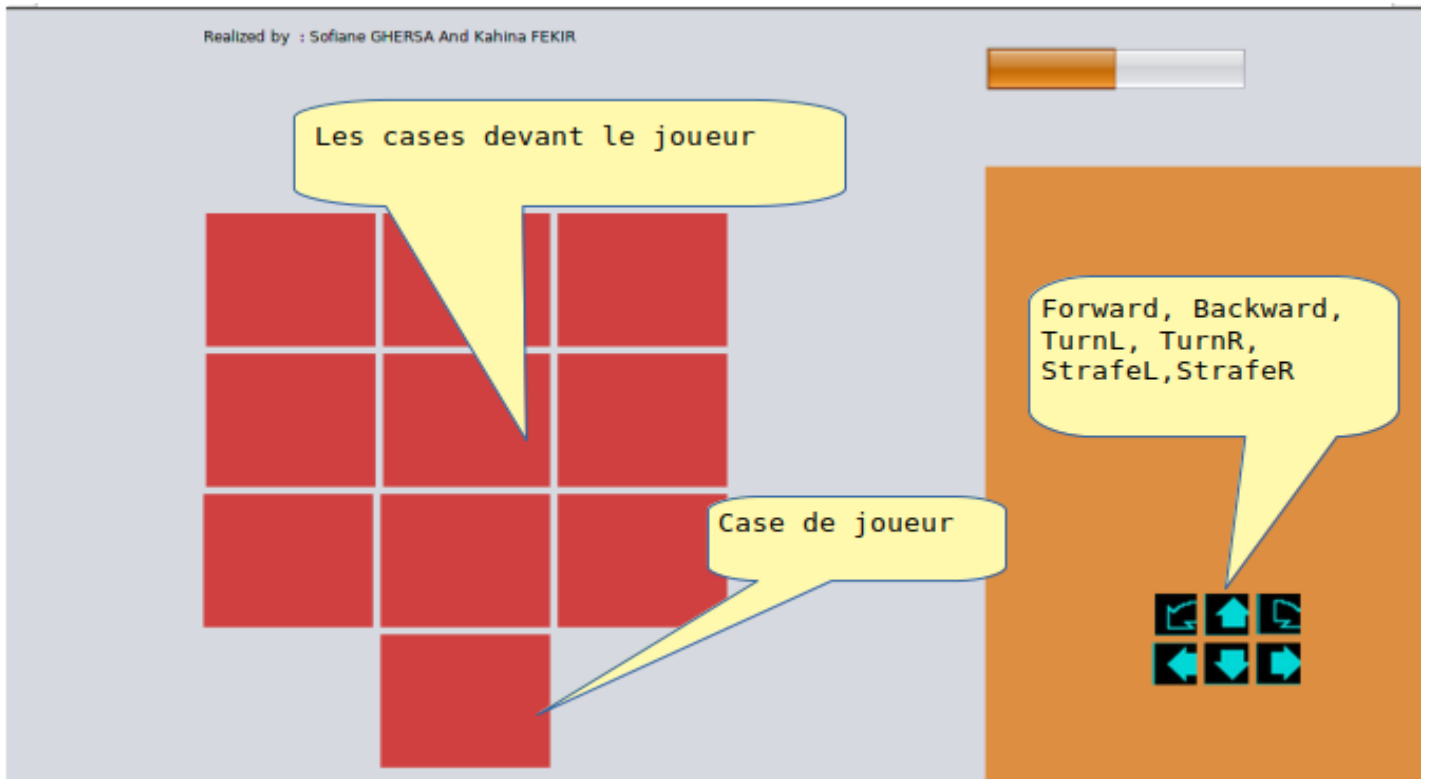 Realized by : Sofiane GHERSA And Kahina FEKIR
Les cases devant le joueur
Forward, Backward,
TurnL, TurnR,
StrafeL,StrafeR
Case de joueur